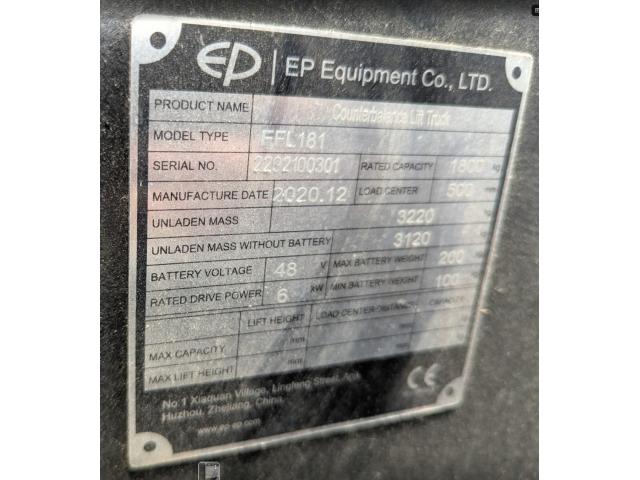 EP | EP Equipment Co., LTD.
PRODUCT NAME Counterbalance Lift Truck
MODEL TYPE EFL181
SERIAL NO. 2232100301 RATED CAPACITY 1800 kg
MANUFACTURE DATE 2020.12 LOAD CENTER 500 mm
UNLADEN MASS 3220
UNLADEN MASS WITHOUT BATTERY 3120
BATTERY VOLTAGE 48 V MAX BATTERY WEIGHT 200
RATED DRIVE POWER 6 kW MIN BATTERY WEIGHT 100
LIFT HEIGHT LOAD CENTER DISTANCE CAPACITY
MAX CAPACITY mm
MAX LIFT HEIGHT mm
No.1 Xiaquan Village, Lingfeng Street, Anji
Huzhou, Zhejiang, China.
www.ep-ep.com
CE